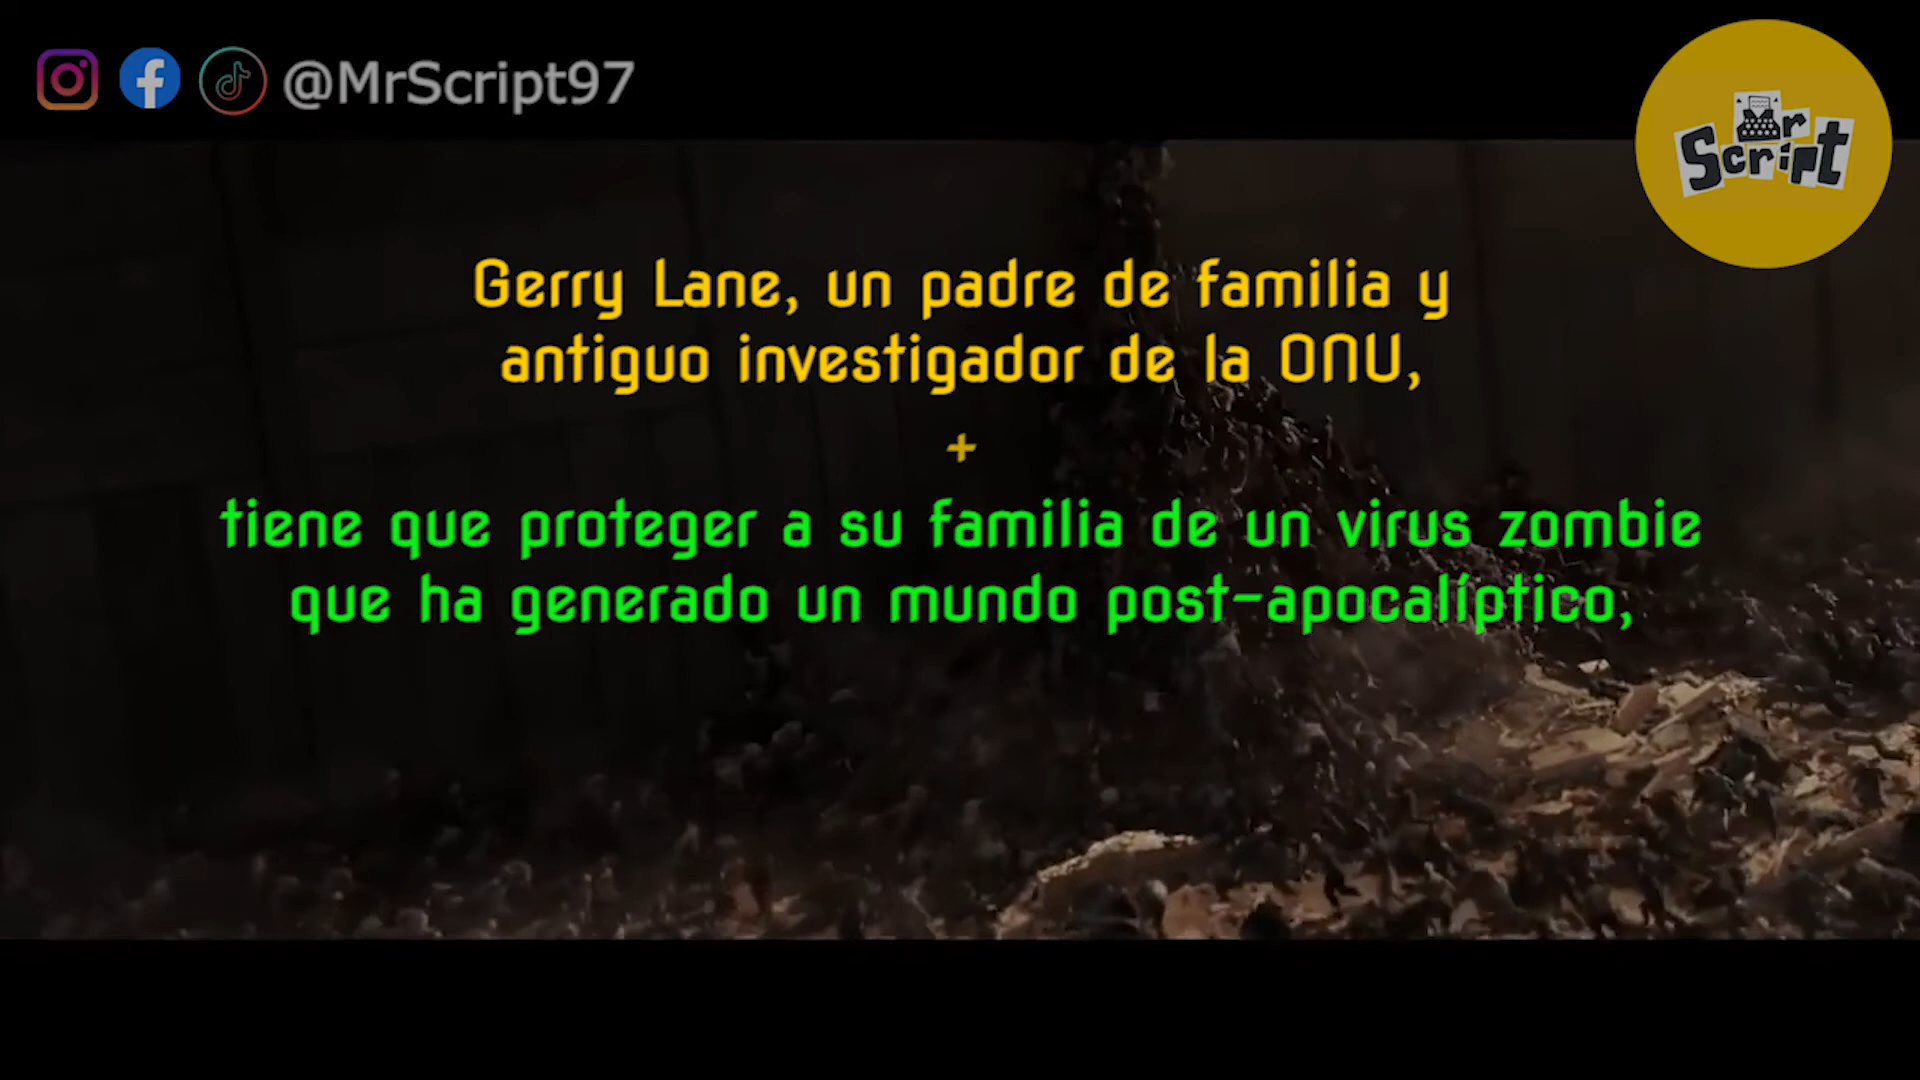 @MrScript97
Mr
Script
Gerry Lane, un padre de familia y
antiguo investigador de la ONU,
+
tiene que proteger a su familia de un virus zombie
que ha generado un mundo post-apocalíptico,